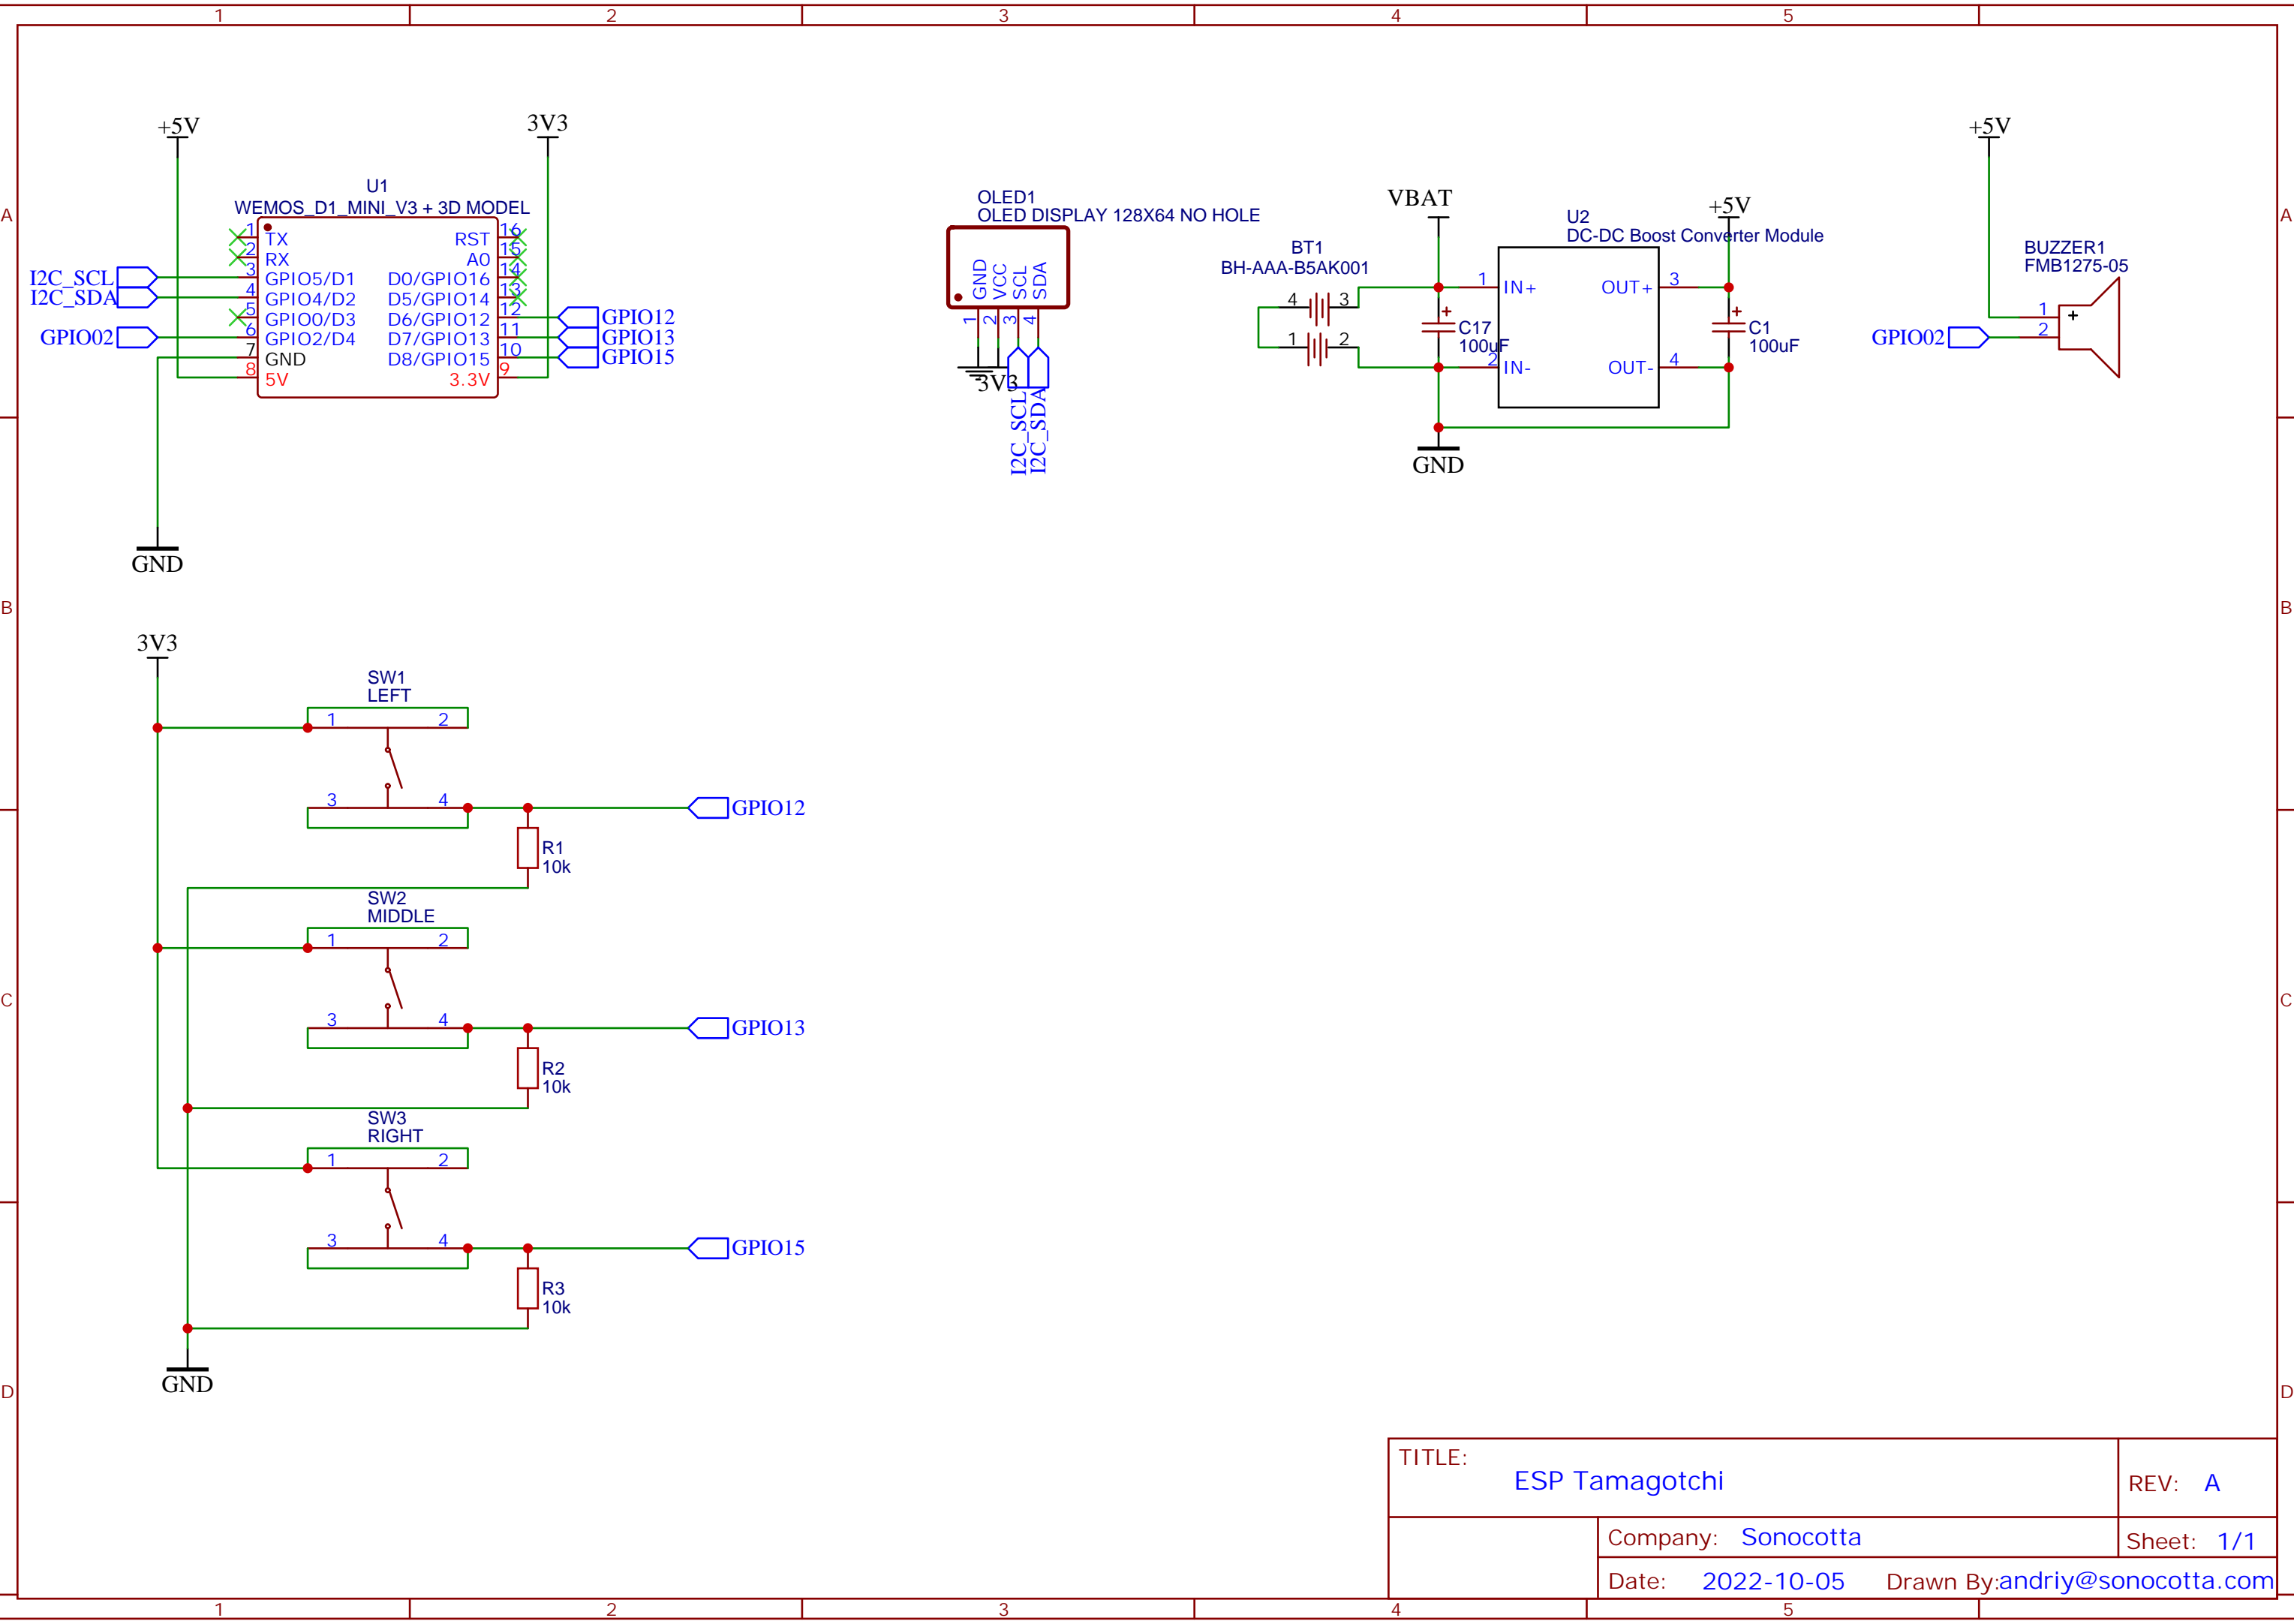 1 2 3 4 5
A
B
C
D
A
B
C
D
+5V
3V3
U1
WEMOS_D1_MINI_V3 + 3D MODEL
1 TX RST 16
2 RX A0 15
I2C_SCL 3 GPIO5/D1 D0/GPIO16 14
I2C_SDA 4 GPIO4/D2 D5/GPIO14 13
5 GPIO0/D3 D6/GPIO12 12 GPIO12
GPIO02 6 GPIO2/D4 D7/GPIO13 11 GPIO13
7 GND D8/GPIO15 10 GPIO15
8 5V 3.3V 9
GND
OLED1
OLED DISPLAY 128X64 NO HOLE
GND
VCC
SCL
SDA
1
2
3
4
3V3
I2C_SCL
I2C_SDA
VBAT
BT1
BH-AAA-B5AK001
4 3
1 2
+
C17
100uF
U2
DC-DC Boost Converter Module
1 IN+ OUT+ 3
2 IN- OUT- 4
+5V
+
C1
100uF
GND
+5V
BUZZER1
FMB1275-05
1 +
GPIO02 2
3V3
SW1
LEFT
1 2
3 4
GPIO12
R1
10k
SW2
MIDDLE
1 2
3 4
GPIO13
R2
10k
SW3
RIGHT
1 2
3 4
GPIO15
R3
10k
GND
TITLE:
ESP Tamagotchi
REV: A
Company: Sonocotta
Sheet: 1/1
Date: 2022-10-05 Drawn By:andriy@sonocotta.com
1 2 3 4 5